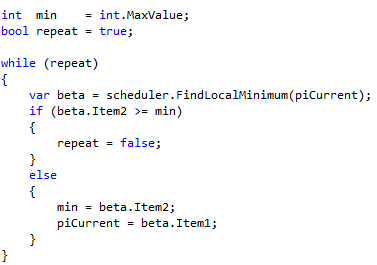 int  min    = int.MaxValue;
bool repeat = true;

while (repeat)
{
    var beta = scheduler.FindLocalMinimum(piCurrent);
    if (beta.Item2 >= min)
    {
        repeat = false;
    }
    else
    {
        min = beta.Item2;
        piCurrent = beta.Item1;
    }
}